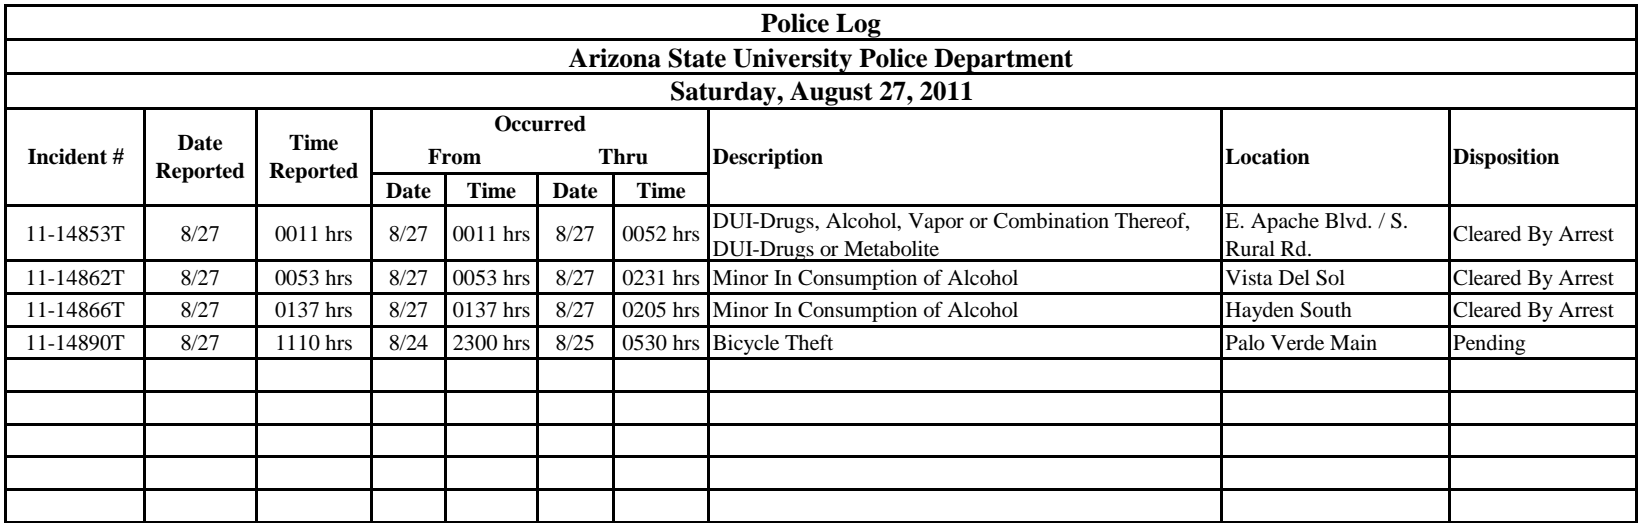 Police Log
Arizona State University Police Department
Saturday, August 27, 2011
Incident # Date Reported Time Reported Occurred Description Location Disposition
From Thru
Date Time Date Time
11-14853T 8/27 0011 hrs 8/27 0011 hrs 8/27 0052 hrs DUI-Drugs, Alcohol, Vapor or Combination Thereof, E. Apache Blvd. / S. Cleared By Arrest
DUI-Drugs or Metabolite Rural Rd.
11-14862T 8/27 0053 hrs 8/27 0053 hrs 8/27 0231 hrs Minor In Consumption of Alcohol Vista Del Sol Cleared By Arrest
11-14866T 8/27 0137 hrs 8/27 0137 hrs 8/27 0205 hrs Minor In Consumption of Alcohol Hayden South Cleared By Arrest
11-14890T 8/27 1110 hrs 8/24 2300 hrs 8/25 0530 hrs Bicycle Theft Palo Verde Main Pending